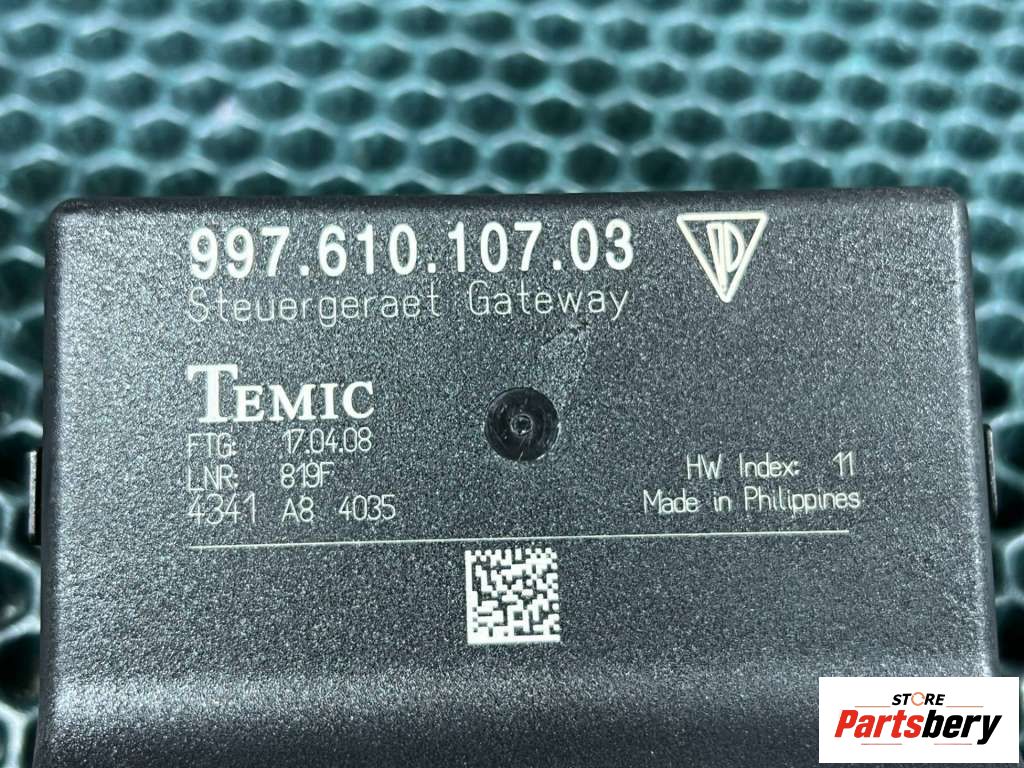 997.610.107.03
Steuergeraet Gateway
TEMIC
FTG: 17.04.08
LNR: 819F
4341 A8 4035
HW Index: 11
Made in Philippines
STORE
Partsbery